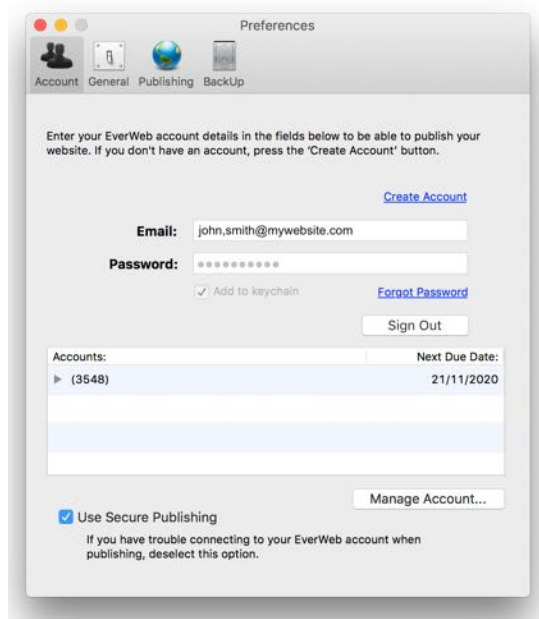 Preferences
Account General Publishing BackUp
Enter your EverWeb account details in the fields below to be able to publish your
website. If you don't have an account, press the 'Create Account' button.
Create Account
Email: john,smith@mywebsite.com
Password:
Add to keychain Forgot Password
Sign Out
Accounts: Next Due Date:
(3548) 21/11/2020
Manage Account...
Use Secure Publishing
If you have trouble connecting to your EverWeb account when
publishing, deselect this option.